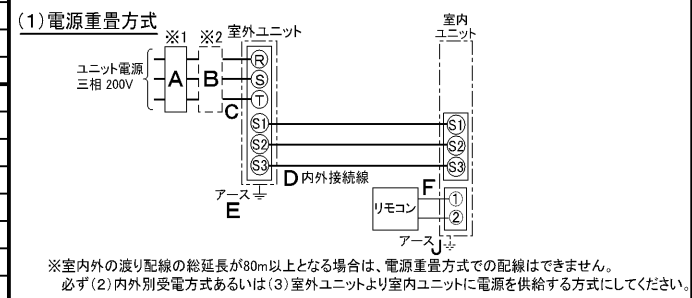 (1)電源重畳方式
※1 ※2 室外ユニット
室内
ユニット
ユニット電源
三相 200V
A B
C
R
S
T
S1
S2
S3
S1
S2
S3
D 内外接続線
アース
E
リモコン
F
①
②
アース J
※室内外の渡り配線の総延長が80m以上となる場合は、電源重畳方式での配線はできません。
必ず(2)内外別受電方式あるいは(3)室外ユニットより室内ユニットに電源を供給する方式にしてください。